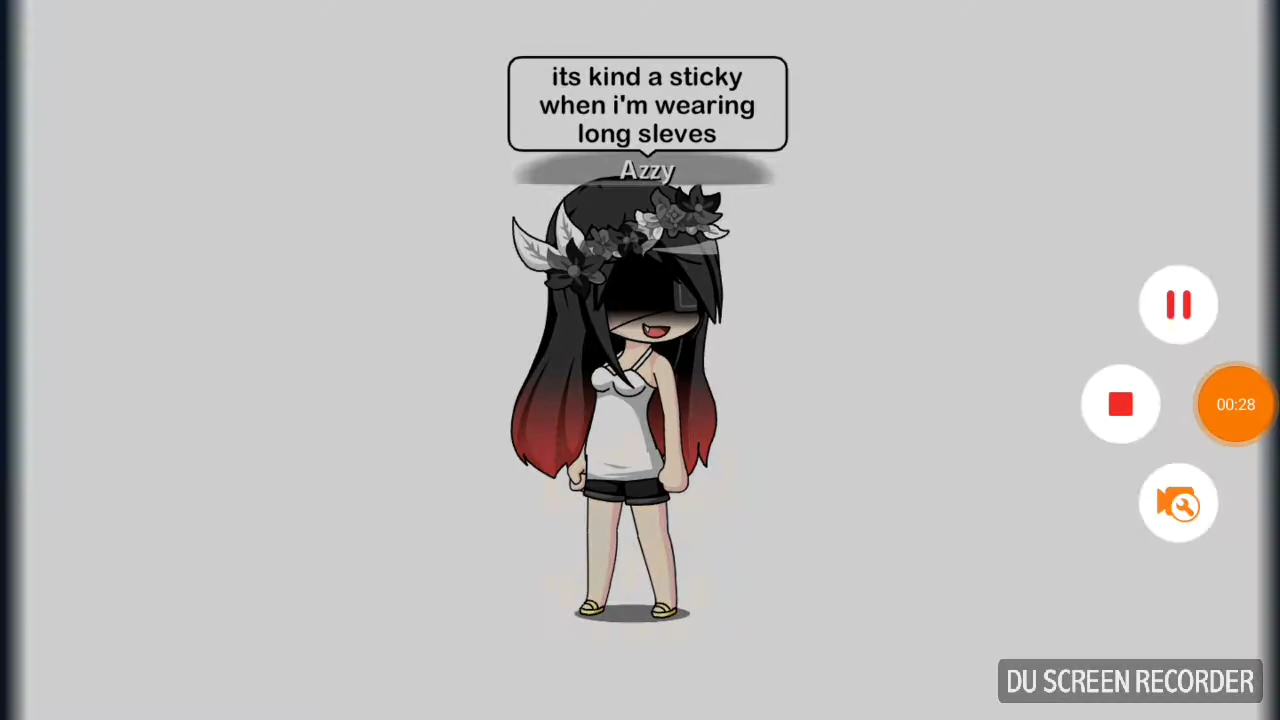 its kind a sticky
when i'm wearing
long sleves
Azzy
00:28
DU SCREEN RECORDER